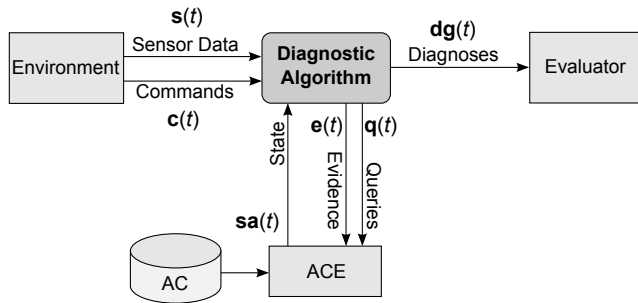 s(t)
Sensor Data
Environment
Commands
c(t)
Diagnostic
Algorithm
dg(t)
Diagnoses
Evaluator
State
sa(t)
e(t)
Evidence
q(t)
Queries
AC
ACE